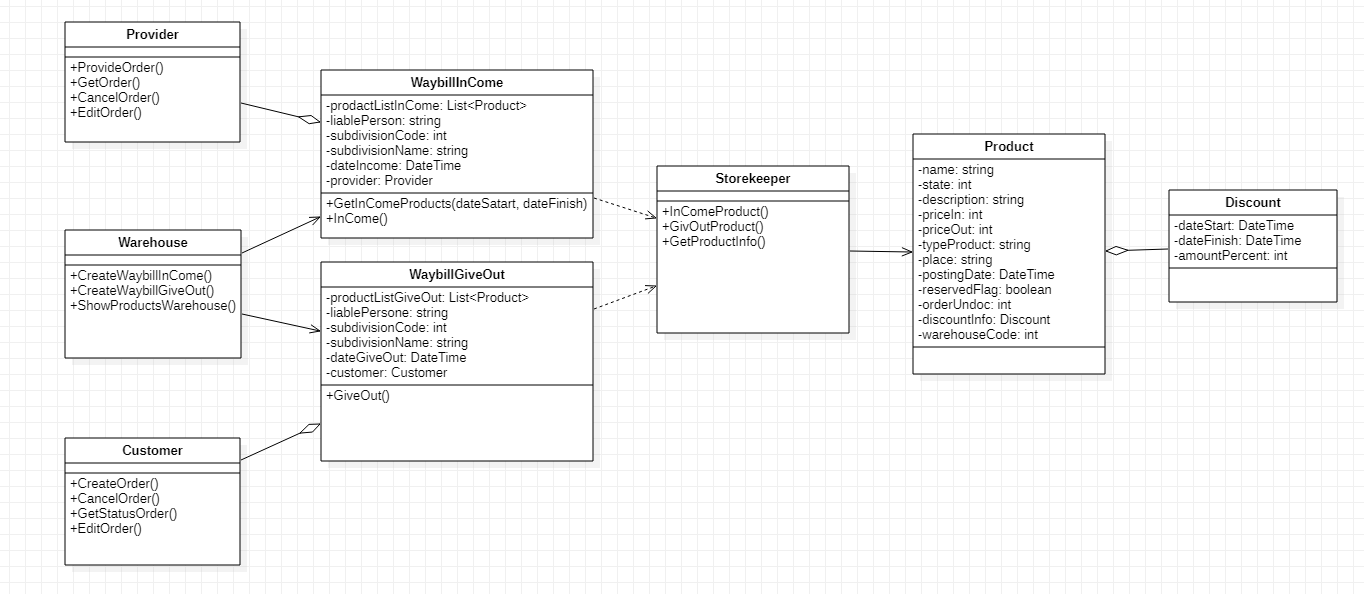 Provider
+ProvideOrder()
+GetOrder()
+CancelOrder()
+EditOrder()
WaybillInCome
-prodactListInCome: List<Product>
-liablePerson: string
-subdivisionCode: int
-subdivisionName: string
-dateIncome: DateTime
-provider: Provider
+GetInComeProducts(dateSatart, dateFinish)
+InCome()
Warehouse
+CreateWaybillInCome()
+CreateWaybillGiveOut()
+ShowProductsWarehouse()
WaybillGiveOut
-productListGiveOut: List<Product>
-liablePersone: string
-subdivisionCode: int
-subdivisionName: string
-dateGiveOut: DateTime
-customer: Customer
+GiveOut()
Customer
+CreateOrder()
+CancelOrder()
+GetStatusOrder()
+EditOrder()
Storekeeper
+InComeProduct()
+GivOutProduct()
+GetProductInfo()
Product
-name: string
-state: int
-description: string
-priceIn: int
-priceOut: int
-typeProduct: string
-place: string
-postingDate: DateTime
-reservedFlag: boolean
-orderUndoc: int
-discountInfo: Discount
-warehouseCode: int
Discount
-dateStart: DateTime
-dateFinish: DateTime
-amountPercent: int